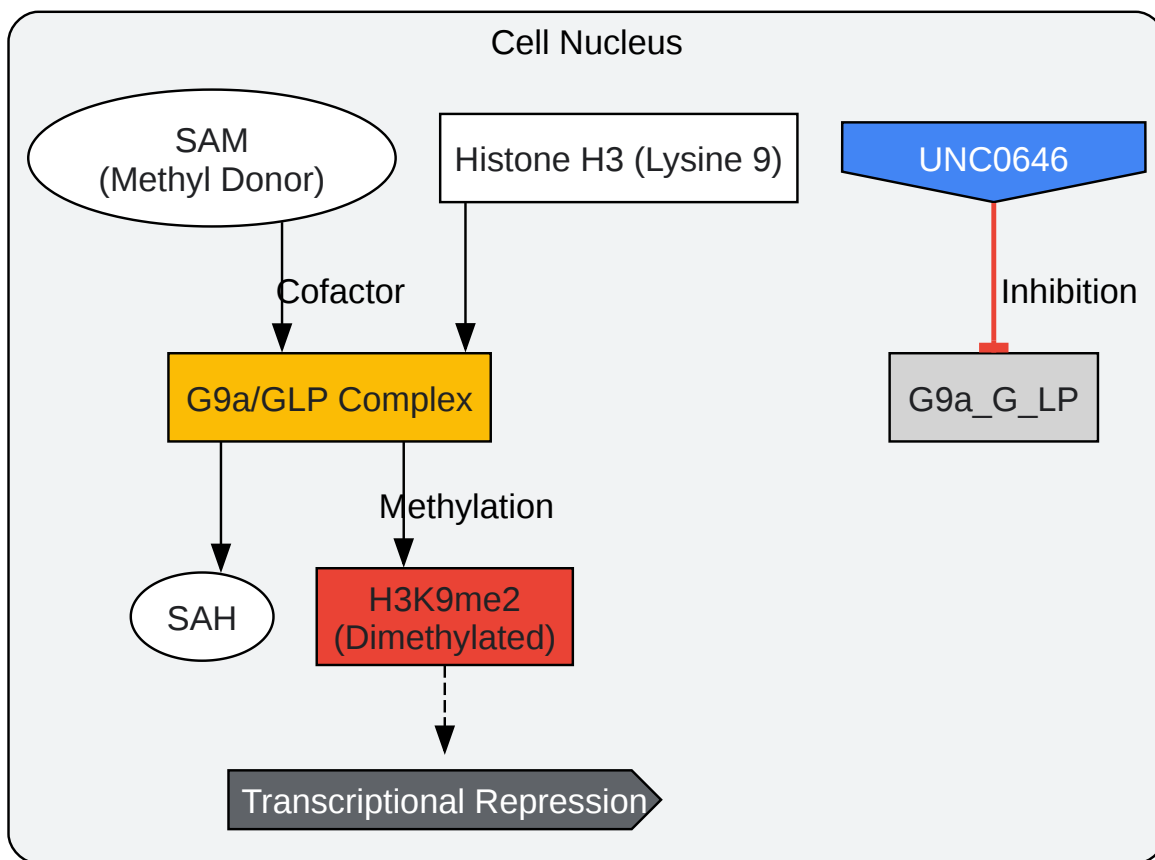 Cell Nucleus
SAM
(Methyl Donor)
Histone H3 (Lysine 9)
UNC0646
Cofactor
Inhibition
G9a/GLP Complex
G9a_G_LP
Methylation
SAH
H3K9me2
(Dimethylated)
Transcriptional Repression